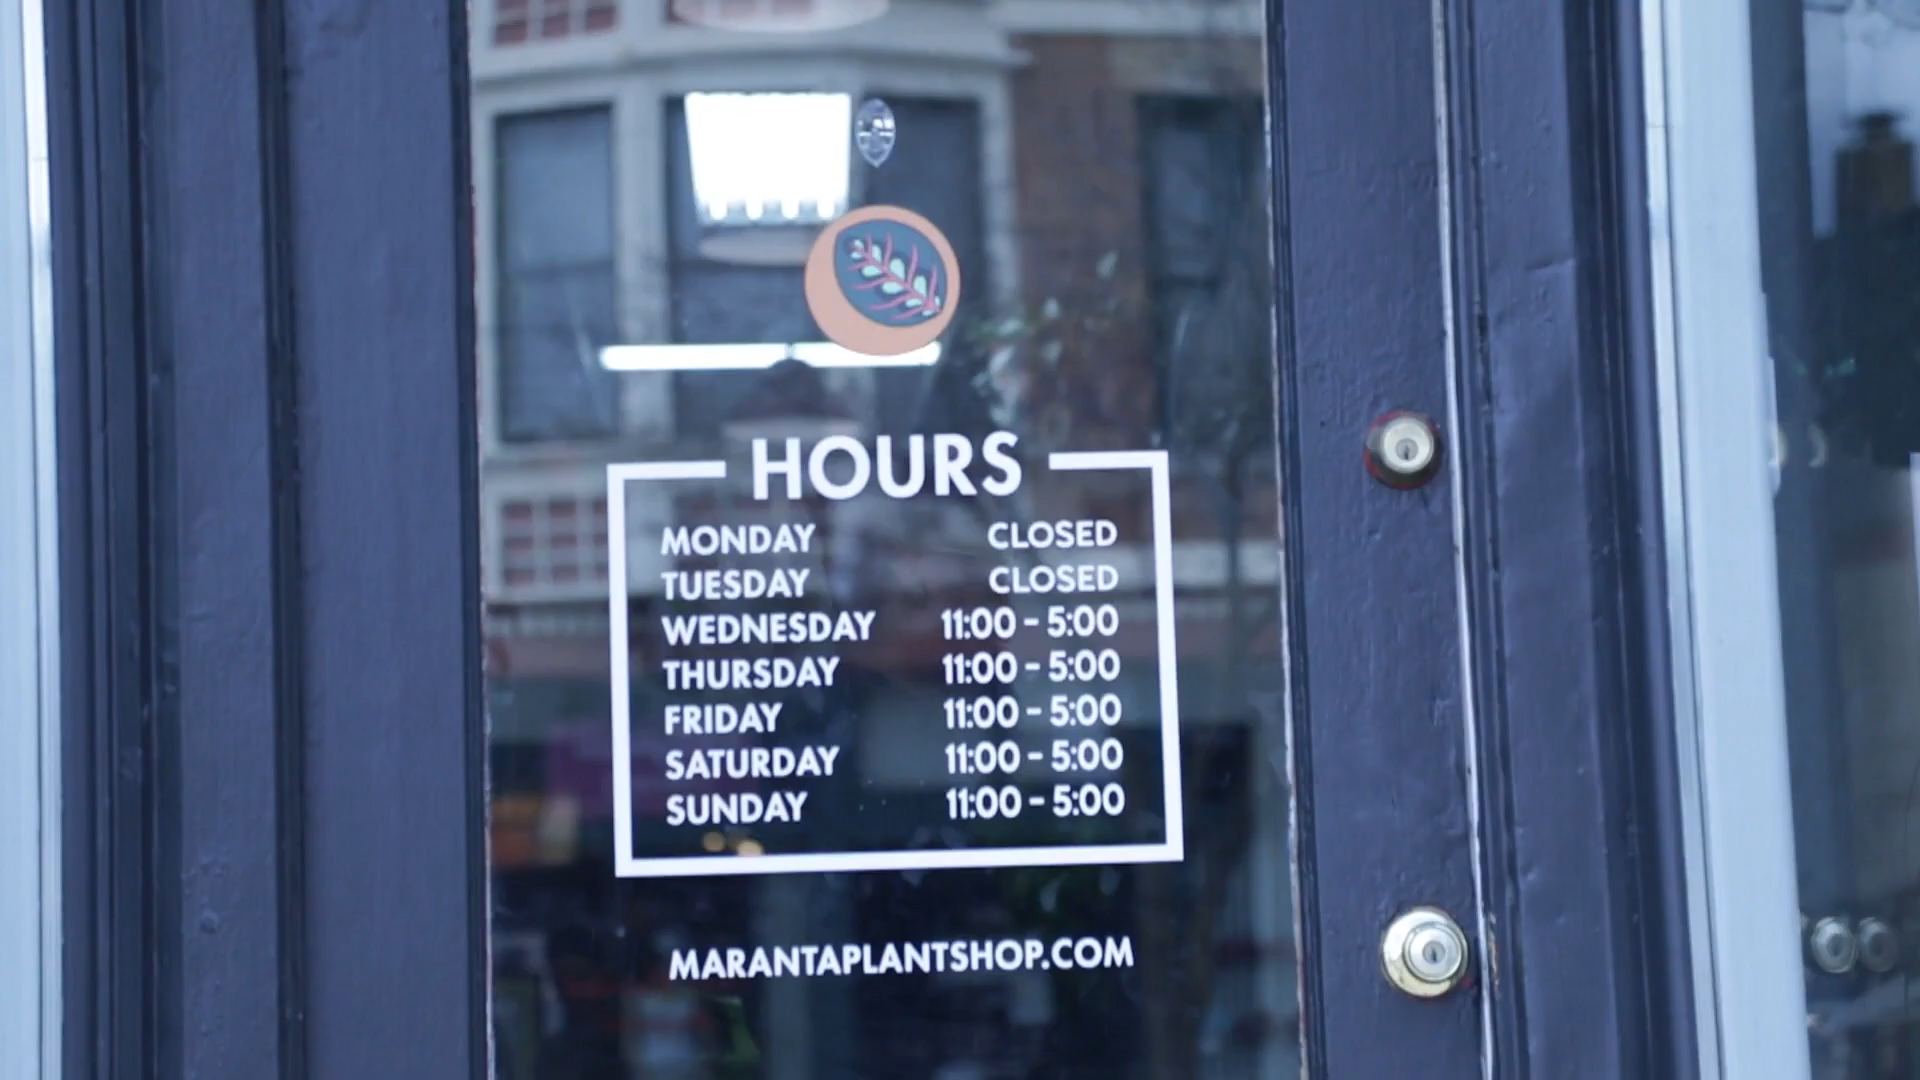 HOURS
MONDAY CLOSED
TUESDAY CLOSED
WEDNESDAY 11:00 - 5:00
THURSDAY 11:00 - 5:00
FRIDAY 11:00 - 5:00
SATURDAY 11:00 - 5:00
SUNDAY 11:00 - 5:00
MARANTAPLANTSHOP.COM